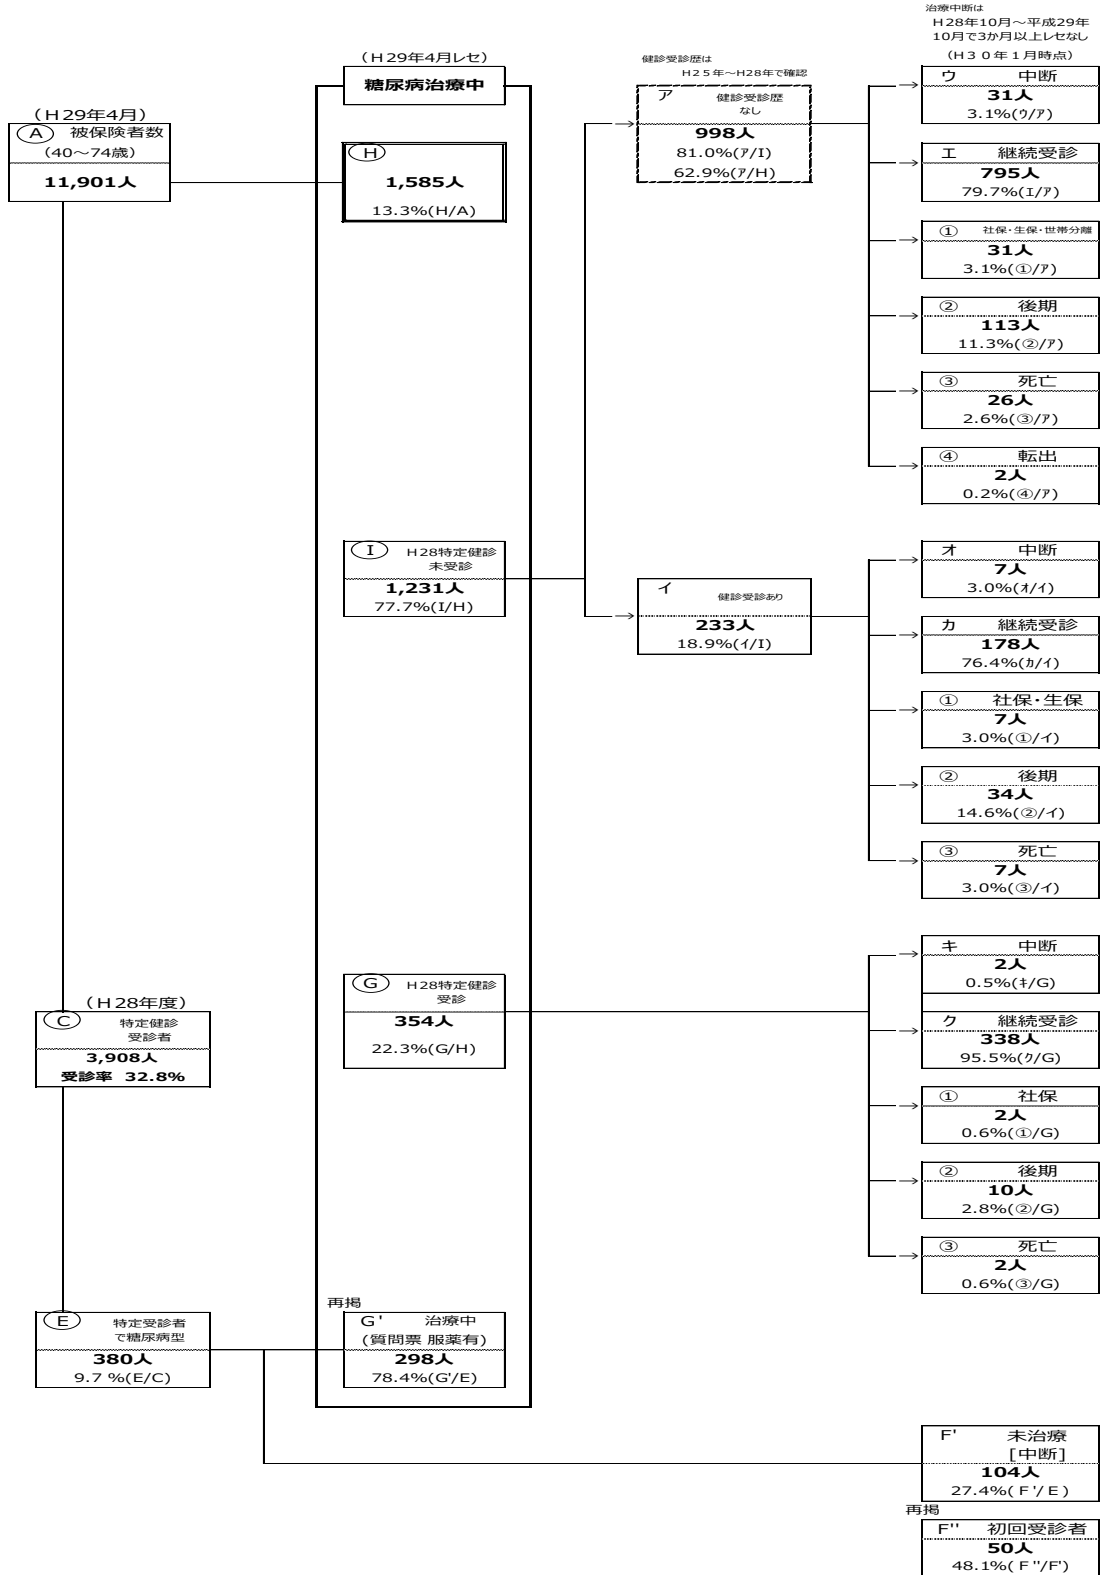 治療中断は
H28年10月～平成29年
10月で3か月以上レセなし
(H30年1月時点)
(H29年4月レセ)
糖尿病治療中
健診受診歴は
H25年～H28年で確認
(H29年4月)
A 被保険者数
(40～74歳)
11,901人
H
1,585人
13.3%(H/A)
ア 健診受診歴
なし
998人
81.0%(ｱ/I)
62.9%(ｱ/H)
ウ 中断
31人
3.1%(ｳ/ｱ)
エ 継続受診
795人
79.7%(ｴ/ｱ)
① 社保・生保・世帯分離
31人
3.1%(①/ｱ)
② 後期
113人
11.3%(②/ｱ)
③ 死亡
26人
2.6%(③/ｱ)
④ 転出
2人
0.2%(④/ｱ)
I H28特定健診
未受診
1,231人
77.7%(I/H)
イ 健診受診あり
233人
18.9%(ｲ/I)
オ 中断
7人
3.0%(ｵ/ｲ)
カ 継続受診
178人
76.4%(ｶ/ｲ)
① 社保・生保
7人
3.0%(①/ｲ)
② 後期
34人
14.6%(②/ｲ)
③ 死亡
7人
3.0%(③/ｲ)
(H28年度)
C 特定健診
受診者
3,908人
受診率 32.8%
G H28特定健診
受診
354人
22.3%(G/H)
キ 中断
2人
0.5%(ｷ/G)
ク 継続受診
338人
95.5%(ｸ/G)
① 社保
2人
0.6%(①/G)
② 後期
10人
2.8%(②/G)
③ 死亡
2人
0.6%(③/G)
E 特定受診者
で糖尿病型
380人
9.7 %(E/C)
再掲
G' 治療中
(質問票 服薬有)
298人
78.4%(G'/E)
F' 未治療
[中断]
104人
27.4%( F'/ E )
再掲
F'' 初回受診者
50人
48.1%( F ''/F')